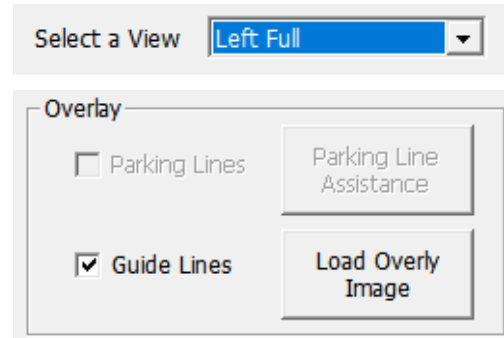 Select a View Left Full
Overlay
Parking Lines
Parking Line
Assistance
Guide Lines
Load Overly
Image